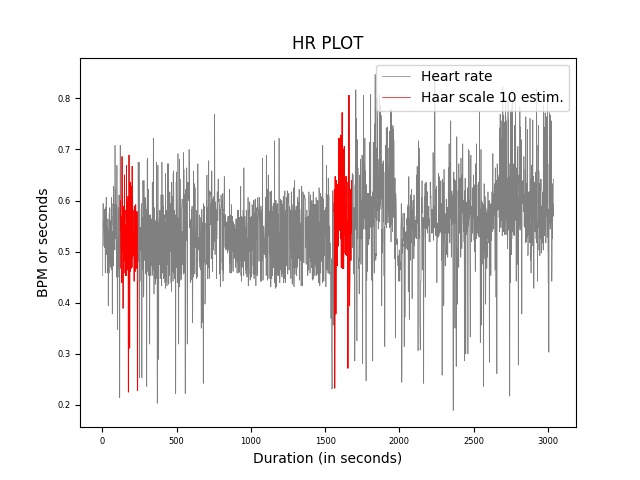 HR PLOT
Heart rate
Haar scale 10 estim.
BPM or seconds
0.8
0.7
0.6
0.5
0.4
0.3
0.2
0 500 1000 1500 2000 2500 3000
Duration (in seconds)